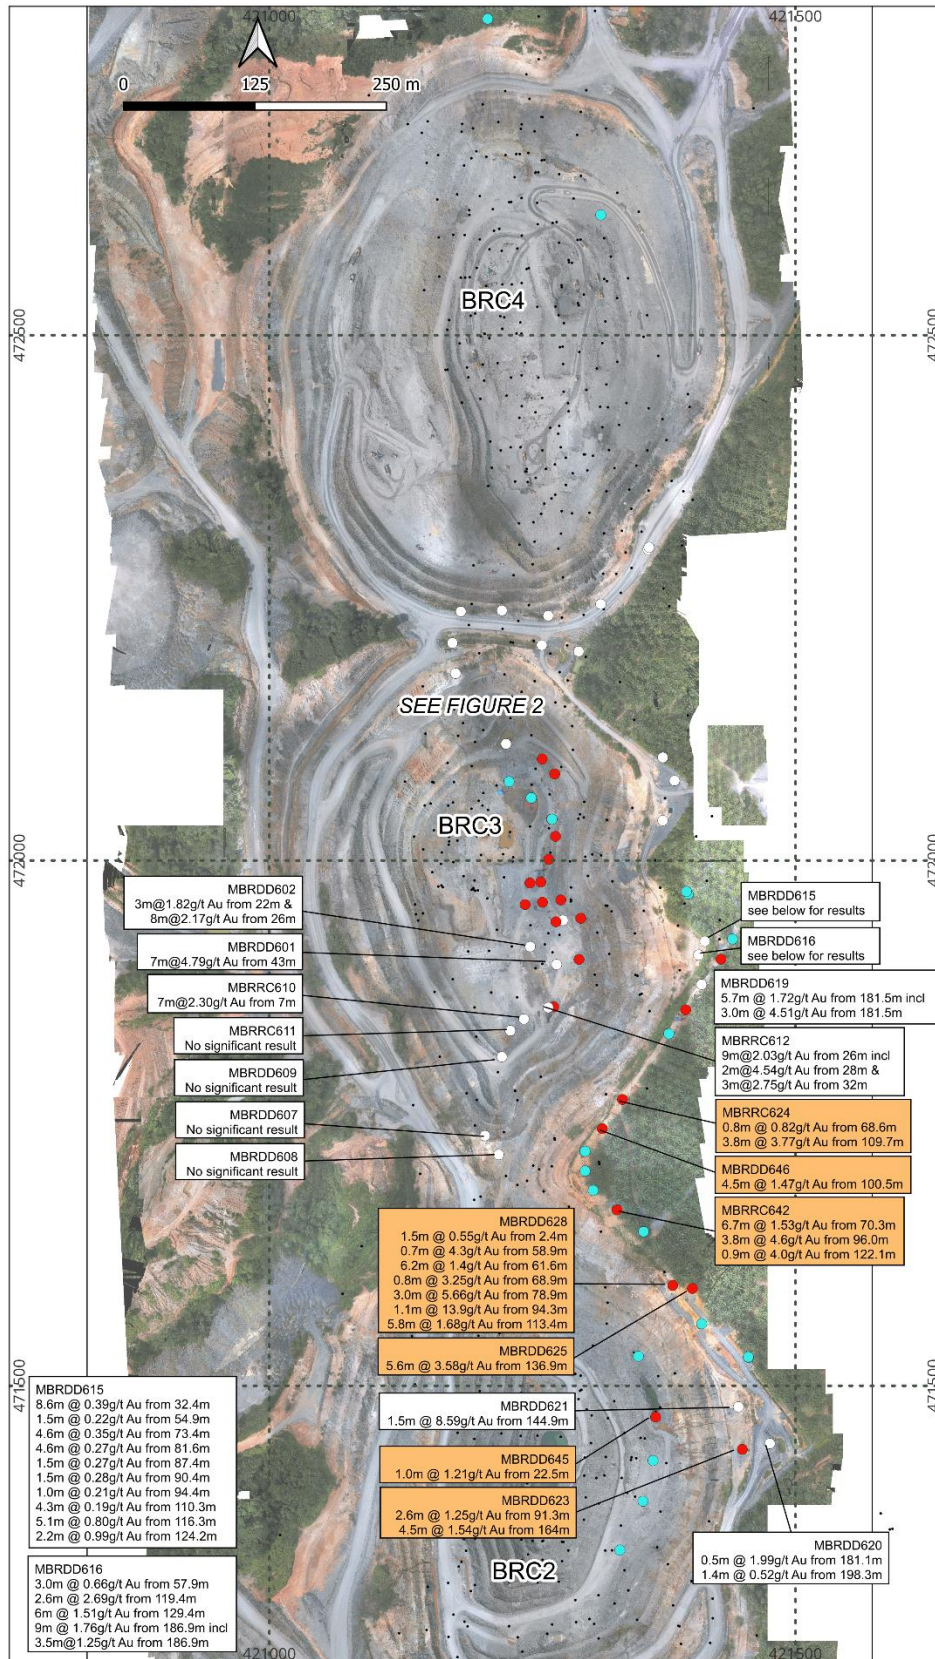 421000
421500
0 125 250 m
BRC4
472500
472500
SEE FIGURE 2
BRC3
472000
472000
MBRDD602
3m@1.82g/t Au from 22m &
8m@2.17g/t Au from 26m
MBRDD601
7m@4.79g/t Au from 43m
MBRRC610
7m@2.30g/t Au from 7m
MBRRC611
No significant result
MBRDD609
No significant result
MBRDD607
No significant result
MBRDD608
No significant result
MBRDD615
see below for results
MBRDD616
see below for results
MBRDD619
5.7m @ 1.72g/t Au from 181.5m incl
3.0m @ 4.51g/t Au from 181.5m
MBRRC612
9m@2.03g/t Au from 26m incl
2m@4.54g/t Au from 28m &
3m@2.75g/t Au from 32m
MBRRC624
0.8m @ 0.82g/t Au from 68.6m
3.8m @ 3.77g/t Au from 109.7m
MBRDD646
4.5m @ 1.47g/t Au from 100.5m
MBRRC642
6.7m @ 1.53g/t Au from 70.3m
3.8m @ 4.6g/t Au from 96.0m
0.9m @ 4.0g/t Au from 122.1m
MBRDD628
1.5m @ 0.55g/t Au from 2.4m
0.7m @ 4.3g/t Au from 58.9m
6.2m @ 1.4g/t Au from 61.6m
0.8m @ 3.25g/t Au from 68.9m
3.0m @ 5.66g/t Au from 78.9m
1.1m @ 13.9g/t Au from 94.3m
5.8m @ 1.68g/t Au from 113.4m
MBRDD625
5.6m @ 3.58g/t Au from 136.9m
471500
471500
MBRDD621
1.5m @ 8.59g/t Au from 144.9m
MBRDD645
1.0m @ 1.21g/t Au from 22.5m
MBRDD623
2.6m @ 1.25g/t Au from 91.3m
4.5m @ 1.54g/t Au from 164m
MBRDD620
0.5m @ 1.99g/t Au from 181.1m
1.4m @ 0.52g/t Au from 198.3m
BRC2
MBRDD615
8.6m @ 0.39g/t Au from 32.4m
1.5m @ 0.22g/t Au from 54.9m
4.6m @ 0.35g/t Au from 73.4m
4.6m @ 0.27g/t Au from 81.6m
1.5m @ 0.27g/t Au from 87.4m
1.5m @ 0.28g/t Au from 90.4m
1.0m @ 0.21g/t Au from 94.4m
4.3m @ 0.19g/t Au from 110.3m
5.1m @ 0.80g/t Au from 116.3m
2.2m @ 0.99g/t Au from 124.2m
MBRDD616
3.0m @ 0.66g/t Au from 57.9m
2.6m @ 2.69g/t Au from 119.4m
6m @ 1.51g/t Au from 129.4m
9m @ 1.76g/t Au from 186.9m incl
3.5m@1.25g/t Au from 186.9m
421000
421500